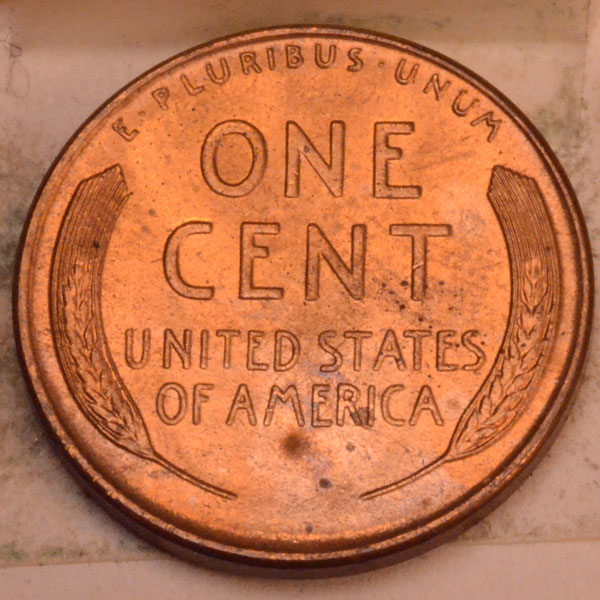 E·PLURIBUS·UNUM
ONE
CENT
UNITED STATES
OF AMERICA